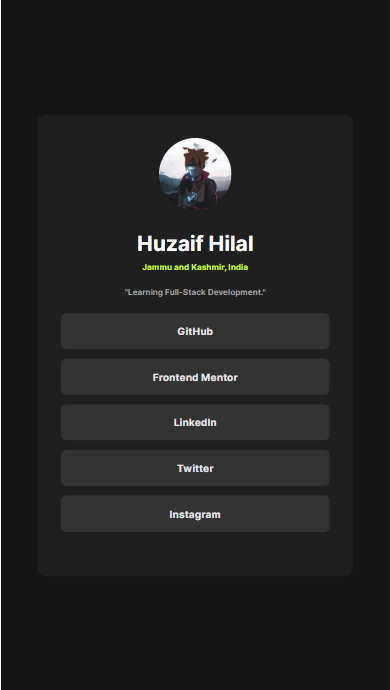 Huzaif Hilal
Jammu and Kashmir, India
"Learning Full-Stack Development."
GitHub
Frontend Mentor
LinkedIn
Twitter
Instagram